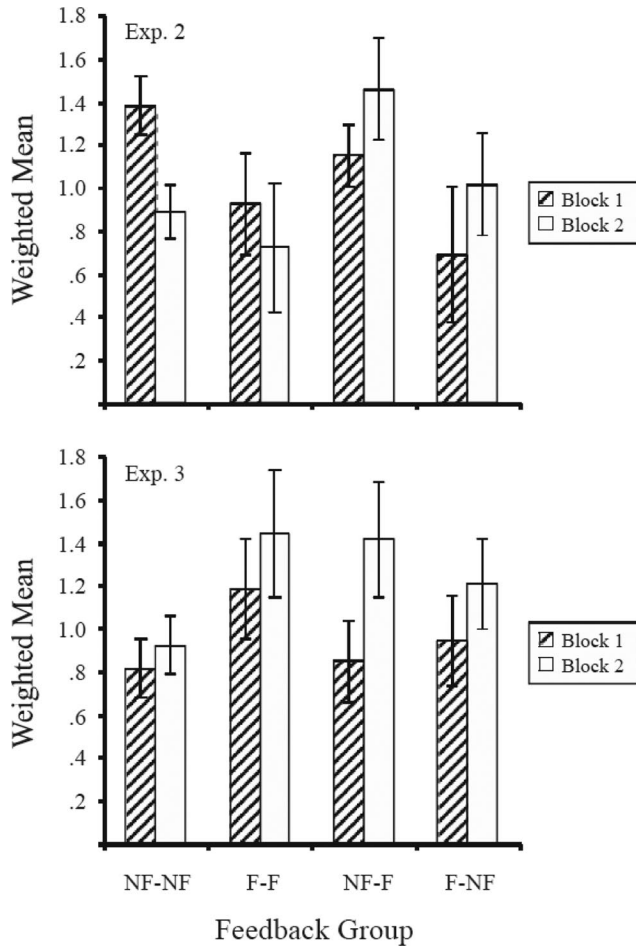 Exp. 2
Weighted Mean
1.8
1.6
1.4
1.2
1.0
.8
.6
.4
.2
Block 1
Block 2
Exp. 3
Weighted Mean
1.8
1.6
1.4
1.2
1.0
.8
.6
.4
.2
Block 1
Block 2
NF-NF F-F NF-F F-NF
Feedback Group